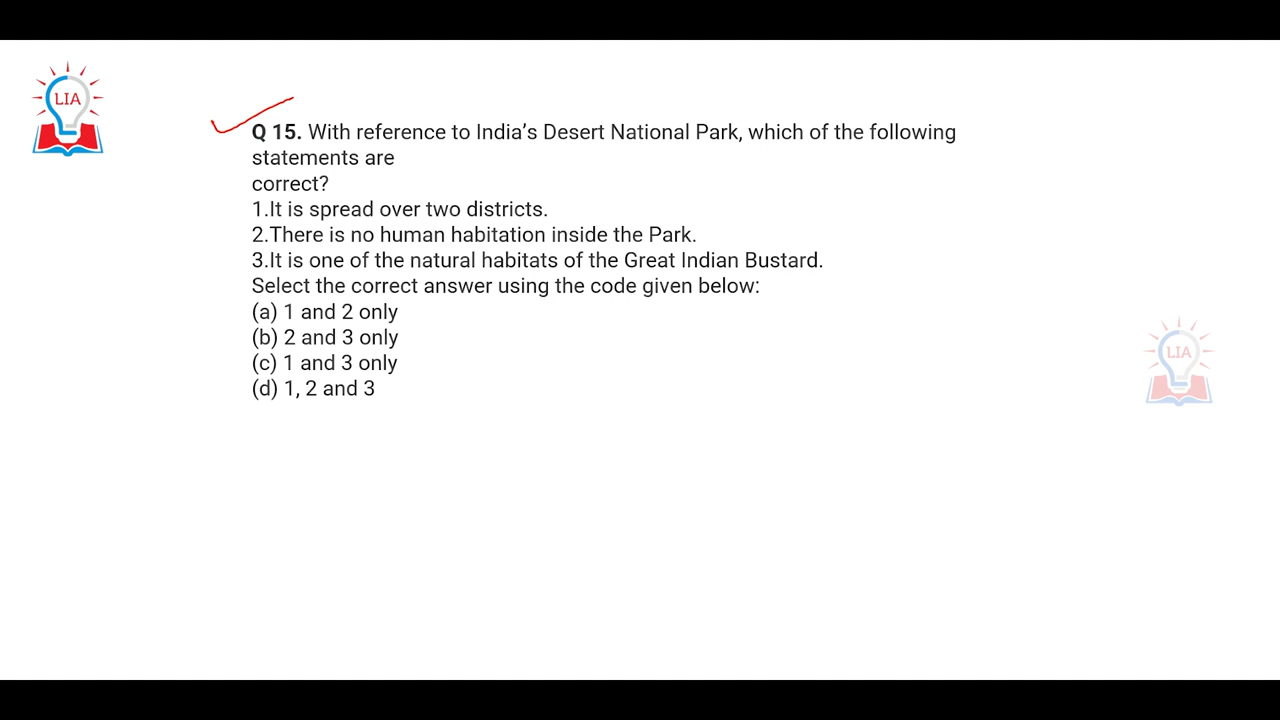 LIA
Q 15. With reference to India’s Desert National Park, which of the following
statements are
correct?
1.It is spread over two districts.
2.There is no human habitation inside the Park.
3.It is one of the natural habitats of the Great Indian Bustard.
Select the correct answer using the code given below:
(a) 1 and 2 only
(b) 2 and 3 only
(c) 1 and 3 only
(d) 1, 2 and 3
LIA